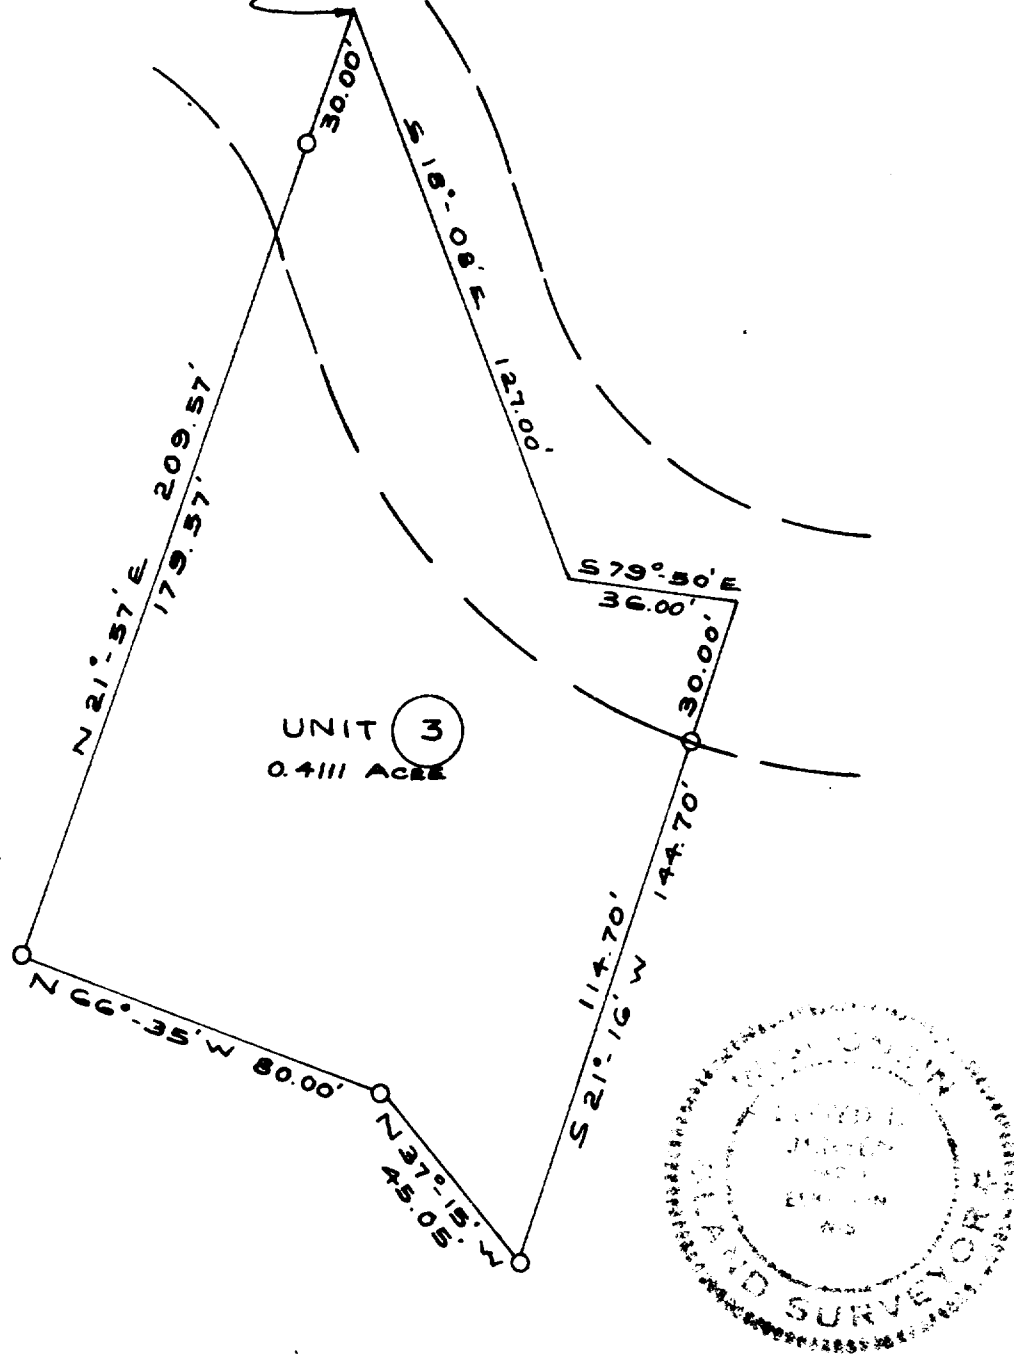 30.00'
S 18°-08' E 127.00'
N 21°-57' E 209.57'
179.57'
S 79°-50' E
36.00'
30.00'
UNIT 3
0.4111 ACRE
144.70'
114.70'
S 21°-16' W
N 66°-35' W 80.00'
N 37°-15' W
45.05'
WISCONSIN
LAND SURVEYOR